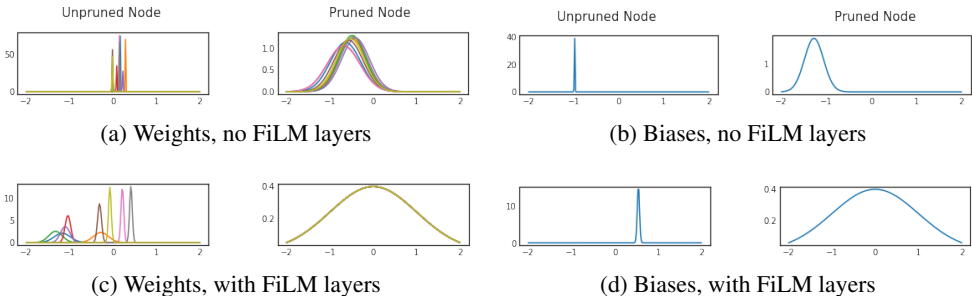 Unpruned Node Pruned Node Unpruned Node Pruned Node
50
0
−2 −1 0 1 2
1.0
0.5
0.0
−2 −1 0 1 2
40
20
0
−2 −1 0 1 2
1
0
−2 −1 0 1 2
(a) Weights, no FiLM layers (b) Biases, no FiLM layers
10
5
0
−2 −1 0 1 2
0.4
0.2
−2 −1 0 1 2
10
0
−2 −1 0 1 2
0.4
0.2
−2 −1 0 1 2
(c) Weights, with FiLM layers (d) Biases, with FiLM layers